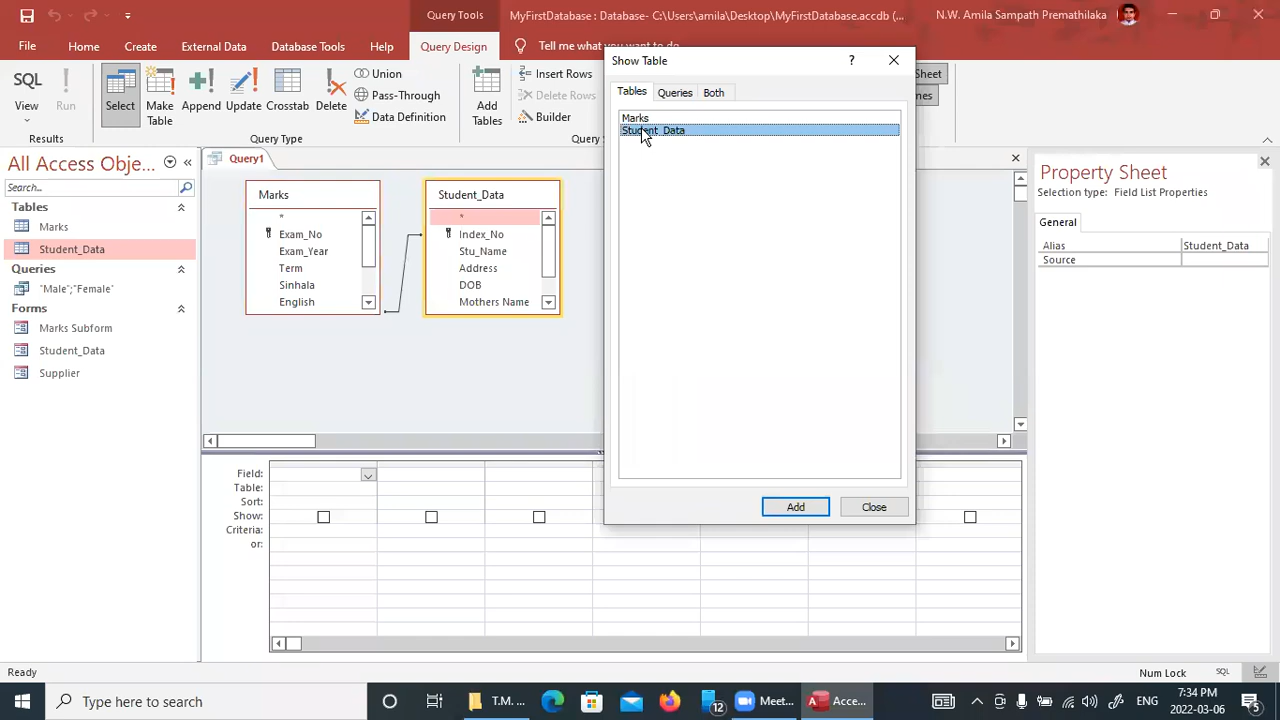 Query Tools
MyFirstDatabase : Database- C:\Users\amila\Desktop\MyFirstDatabase.accdb (...
N.W. Amila Sampath Premathilaka
File
Home
Create
External Data
Database Tools
Help
Query Design
Tell me what you want to do
SQL
View
Run
Results
Select
Make Table
Append
Update
Crosstab
Delete
Union
Pass-Through
Data Definition
Query Type
Add Tables
Insert Rows
Delete Rows
Builder
Sheet
All Access Obje...
Search...
Tables
Marks
Student_Data
Queries
"Male";"Female"
Forms
Marks Subform
Student_Data
Supplier
Query1
Marks
*
Exam_No
Exam_Year
Term
Sinhala
English
Student_Data
*
Index_No
Stu_Name
Address
DOB
Mothers Name
Field:
Table:
Sort:
Show:
Criteria:
or:
Show Table
?
Tables
Queries
Both
Marks
Student_Data
Add
Close
Property Sheet
Selection type: Field List Properties
General
Alias
Student_Data
Source
Ready
Num Lock
SQL
Type here to search
T.M. ...
12
Meet...
Acce...
ENG
7:34 PM
2022-03-06
5